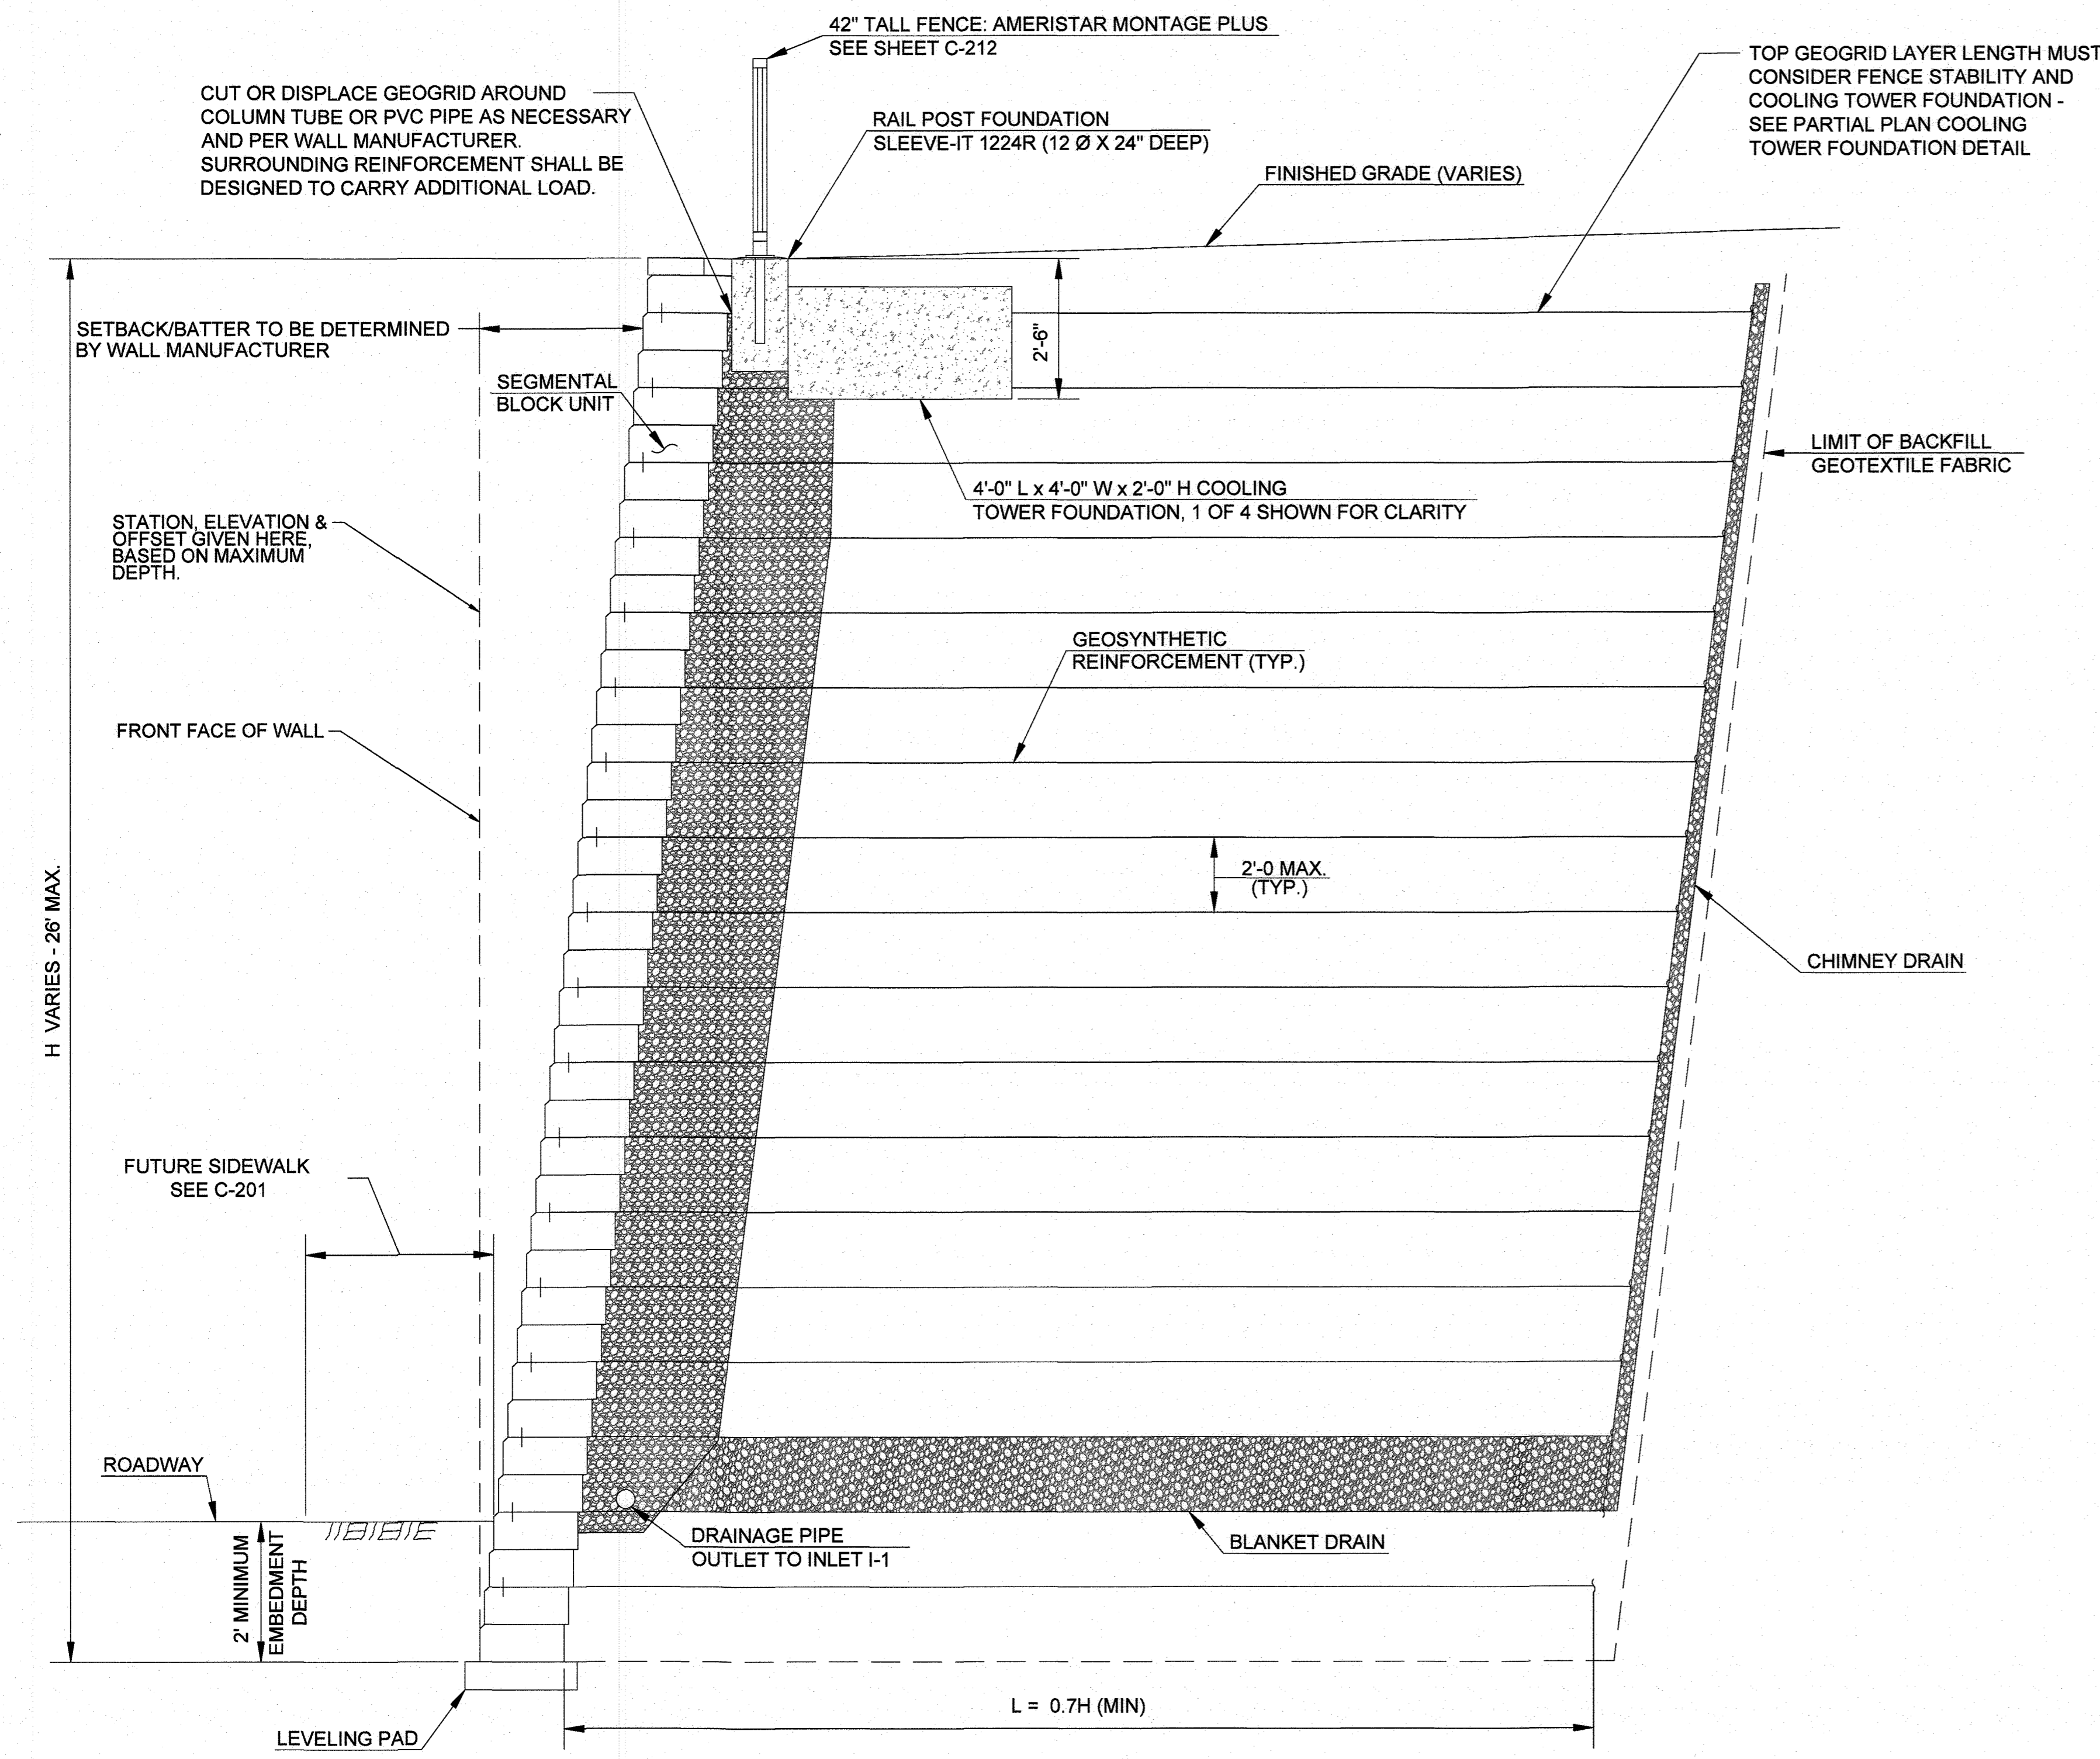 42" TALL FENCE: AMERISTAR MONTAGE PLUS
SEE SHEET C-212
TOP GEOGRID LAYER LENGTH MUST
CONSIDER FENCE STABILITY AND
COOLING TOWER FOUNDATION -
SEE PARTIAL PLAN COOLING
TOWER FOUNDATION DETAIL
CUT OR DISPLACE GEOGRID AROUND
COLUMN TUBE OR PVC PIPE AS NECESSARY
AND PER WALL MANUFACTURER.
SURROUNDING REINFORCEMENT SHALL BE
DESIGNED TO CARRY ADDITIONAL LOAD.
RAIL POST FOUNDATION
SLEEVE-IT 1224R (12 Ø X 24" DEEP)
FINISHED GRADE (VARIES)
SETBACK/BATTER TO BE DETERMINED
BY WALL MANUFACTURER
2'-6"
SEGMENTAL
BLOCK UNIT
LIMIT OF BACKFILL
GEOTEXTILE FABRIC
4'-0" L x 4'-0" W x 2'-0" H COOLING
TOWER FOUNDATION, 1 OF 4 SHOWN FOR CLARITY
STATION, ELEVATION &
OFFSET GIVEN HERE,
BASED ON MAXIMUM
DEPTH.
GEOSYNTHETIC
REINFORCEMENT (TYP.)
FRONT FACE OF WALL
2'-0 MAX.
(TYP.)
H VARIES - 26' MAX.
CHIMNEY DRAIN
FUTURE SIDEWALK
SEE C-201
ROADWAY
DRAINAGE PIPE
OUTLET TO INLET I-1
BLANKET DRAIN
2' MINIMUM
EMBEDMENT
DEPTH
L = 0.7H (MIN)
LEVELING PAD